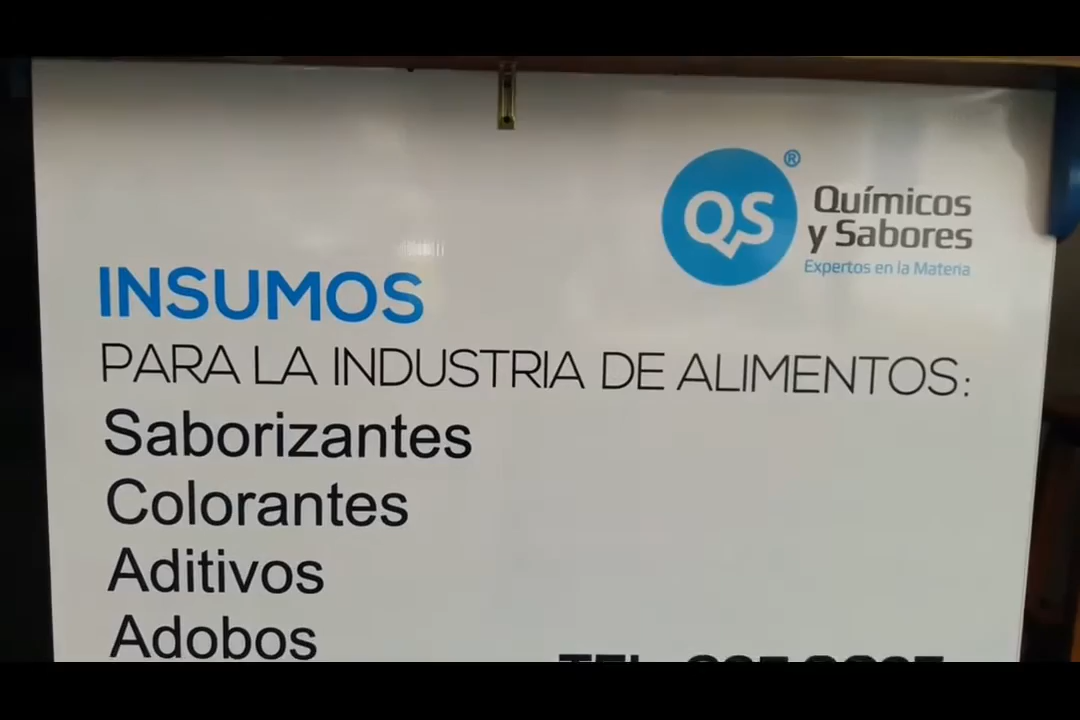 QS®
Químicos
y Sabores
Expertos en la Materia
INSUMOS
PARA LA INDUSTRIA DE ALIMENTOS:
Saborizantes
Colorantes
Aditivos
Adobos